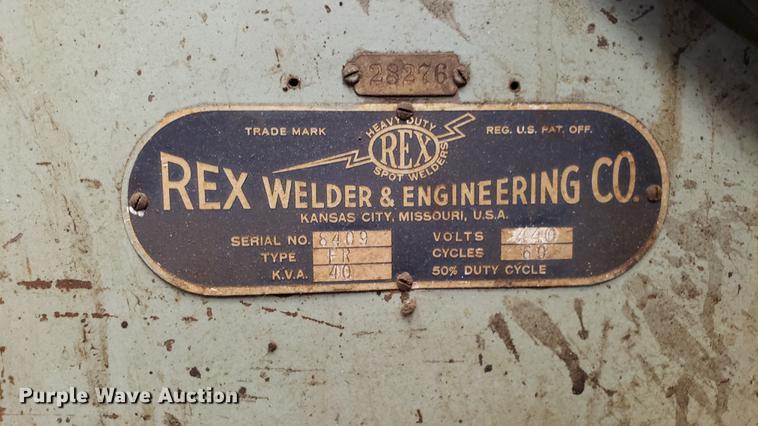 28276
TRADE MARK
HEAVY DUTY
REX
SPOT WELDERS
REG. U.S. PAT. OFF.
REX WELDER & ENGINEERING CO.
KANSAS CITY, MISSOURI, U.S.A.
SERIAL NO. 8409
TYPE FR
K.V.A. 40
VOLTS 440
CYCLES 60
50% DUTY CYCLE
Purple Wave Auction